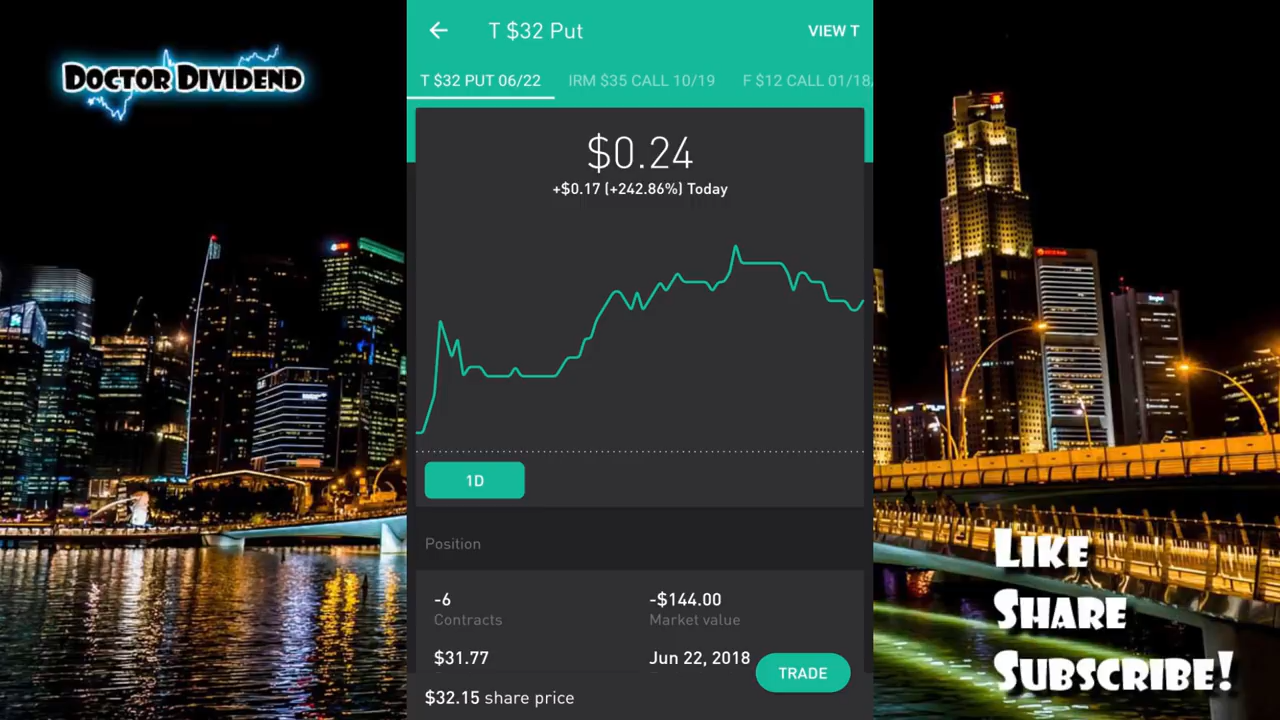 DOCTOR DIVIDEND
T $32 Put
VIEW T
T $32 PUT 06/22
IRM $35 CALL 10/19
F $12 CALL 01/18/
$0.24
+$0.17 (+242.86%) Today
1D
Position
-6
-$144.00
Contracts
Market value
$31.77
Jun 22, 2018
TRADE
$32.15 share price
LIKE
SHARE
SUBSCRIBE!